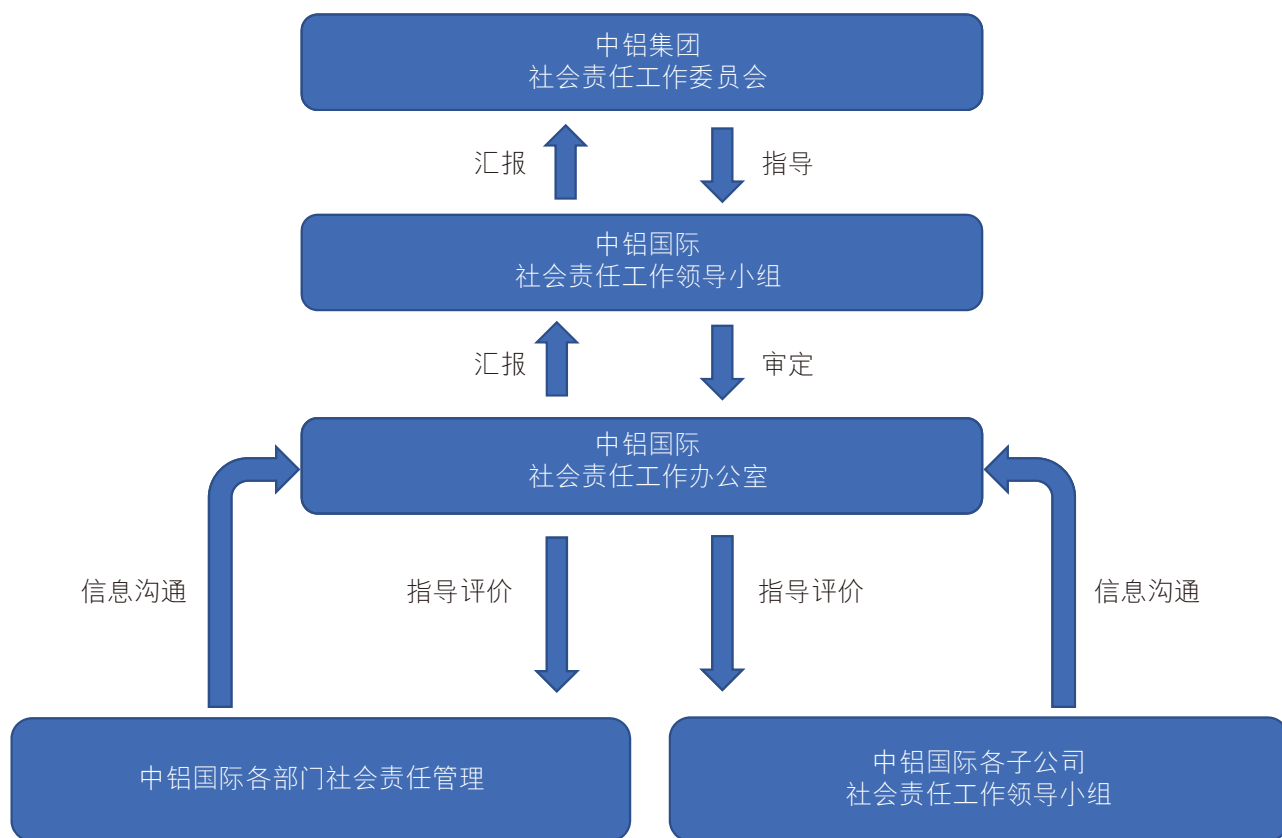 中铝集团
社会责任工作委员会
汇报
指导
中铝国际
社会责任工作领导小组
汇报
审定
中铝国际
社会责任工作办公室
信息沟通
指导评价
指导评价
信息沟通
中铝国际各部门社会责任管理
中铝国际各子公司
社会责任工作领导小组